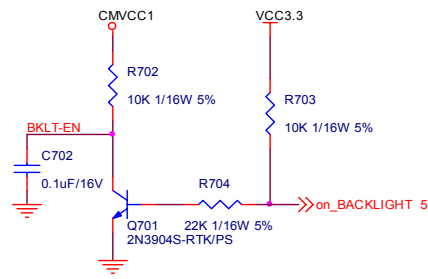 CMVCC1
VCC3.3
R702
10K 1/16W 5%
R703
10K 1/16W 5%
BKLT-EN
C702
0.1uF/16V
R704
22K 1/16W 5%
on_BACKLIGHT 5
Q701
2N3904S-RTK/PS